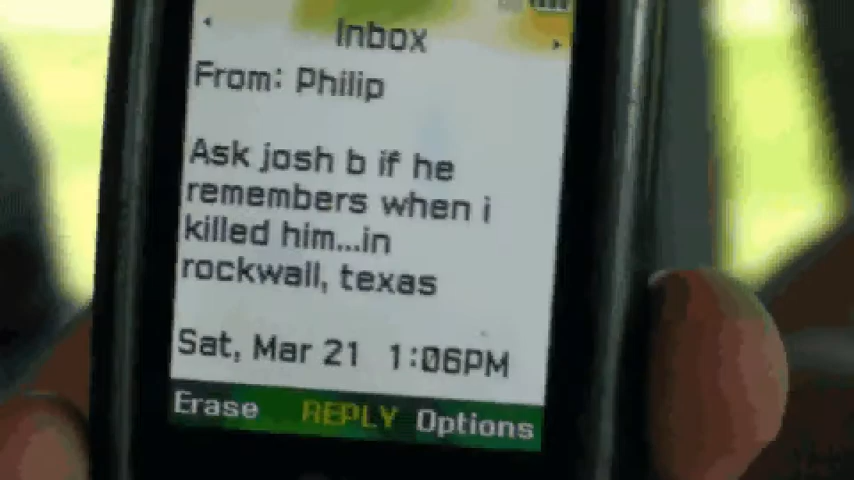 Inbox
From: Philip
Ask josh b if he
remembers when i
killed him...in
rockwall, texas
Sat, Mar 21 1:06PM
Erase REPLY Options